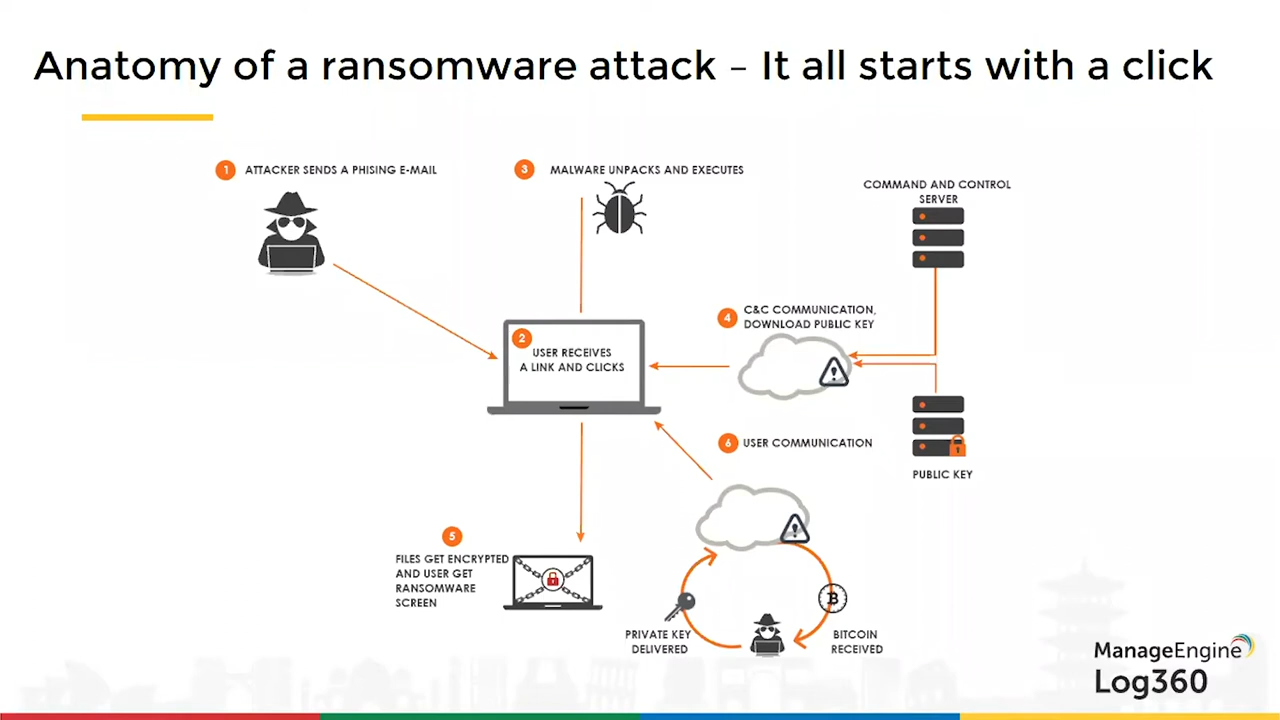 Anatomy of a ransomware attack – It all starts with a click
1 ATTACKER SENDS A PHISING E-MAIL
3 MALWARE UNPACKS AND EXECUTES
COMMAND AND CONTROL
SERVER
2
USER RECEIVES
A LINK AND CLICKS
4 C&C COMMUNICATION,
DOWNLOAD PUBLIC KEY
6 USER COMMUNICATION
PUBLIC KEY
5
FILES GET ENCRYPTED
AND USER GET
RANSOMWARE
SCREEN
B
PRIVATE KEY
DELIVERED
BITCOIN
RECEIVED
ManageEngine
Log360